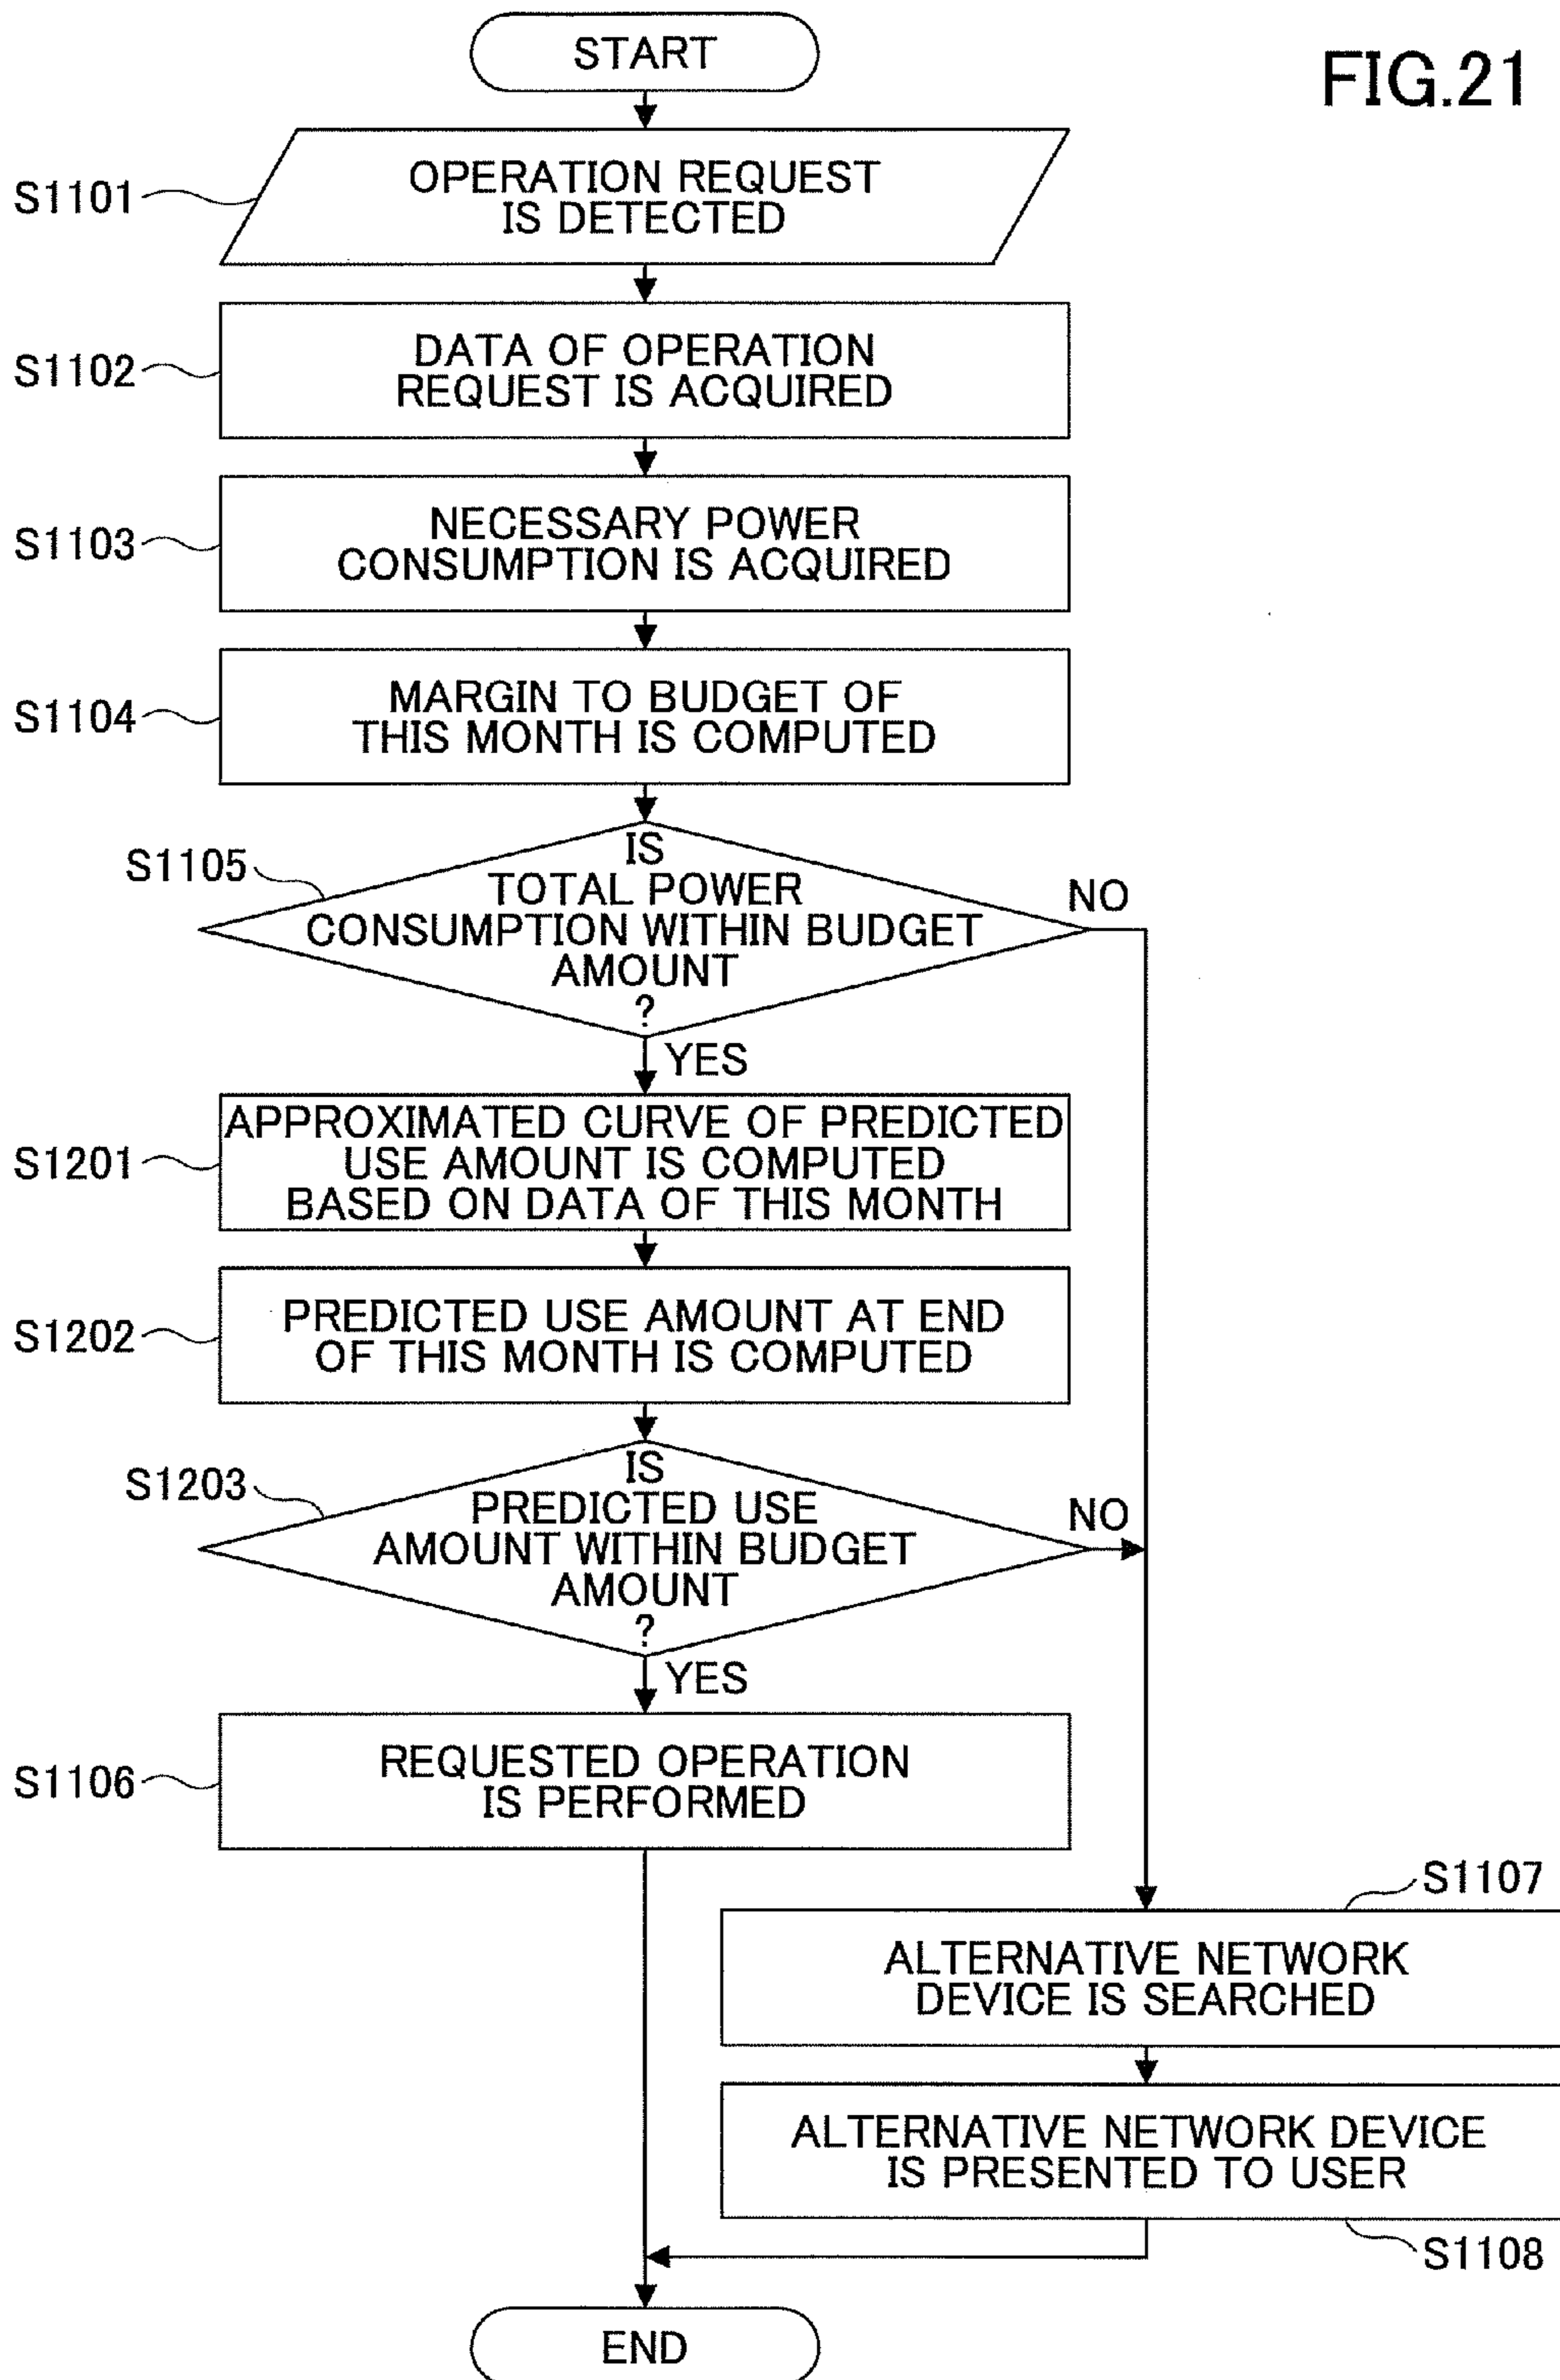 START
FIG.21
S1101
OPERATION REQUEST
IS DETECTED
S1102
DATA OF OPERATION
REQUEST IS ACQUIRED
S1103
NECESSARY POWER
CONSUMPTION IS ACQUIRED
S1104
MARGIN TO BUDGET OF
THIS MONTH IS COMPUTED
S1105
IS
TOTAL POWER
CONSUMPTION WITHIN BUDGET
AMOUNT
?
NO
YES
S1201
APPROXIMATED CURVE OF PREDICTED
USE AMOUNT IS COMPUTED
BASED ON DATA OF THIS MONTH
S1202
PREDICTED USE AMOUNT AT END
OF THIS MONTH IS COMPUTED
S1203
IS
PREDICTED USE
AMOUNT WITHIN BUDGET
AMOUNT
?
NO
YES
S1106
REQUESTED OPERATION
IS PERFORMED
S1107
ALTERNATIVE NETWORK
DEVICE IS SEARCHED
ALTERNATIVE NETWORK DEVICE
IS PRESENTED TO USER
S1108
END